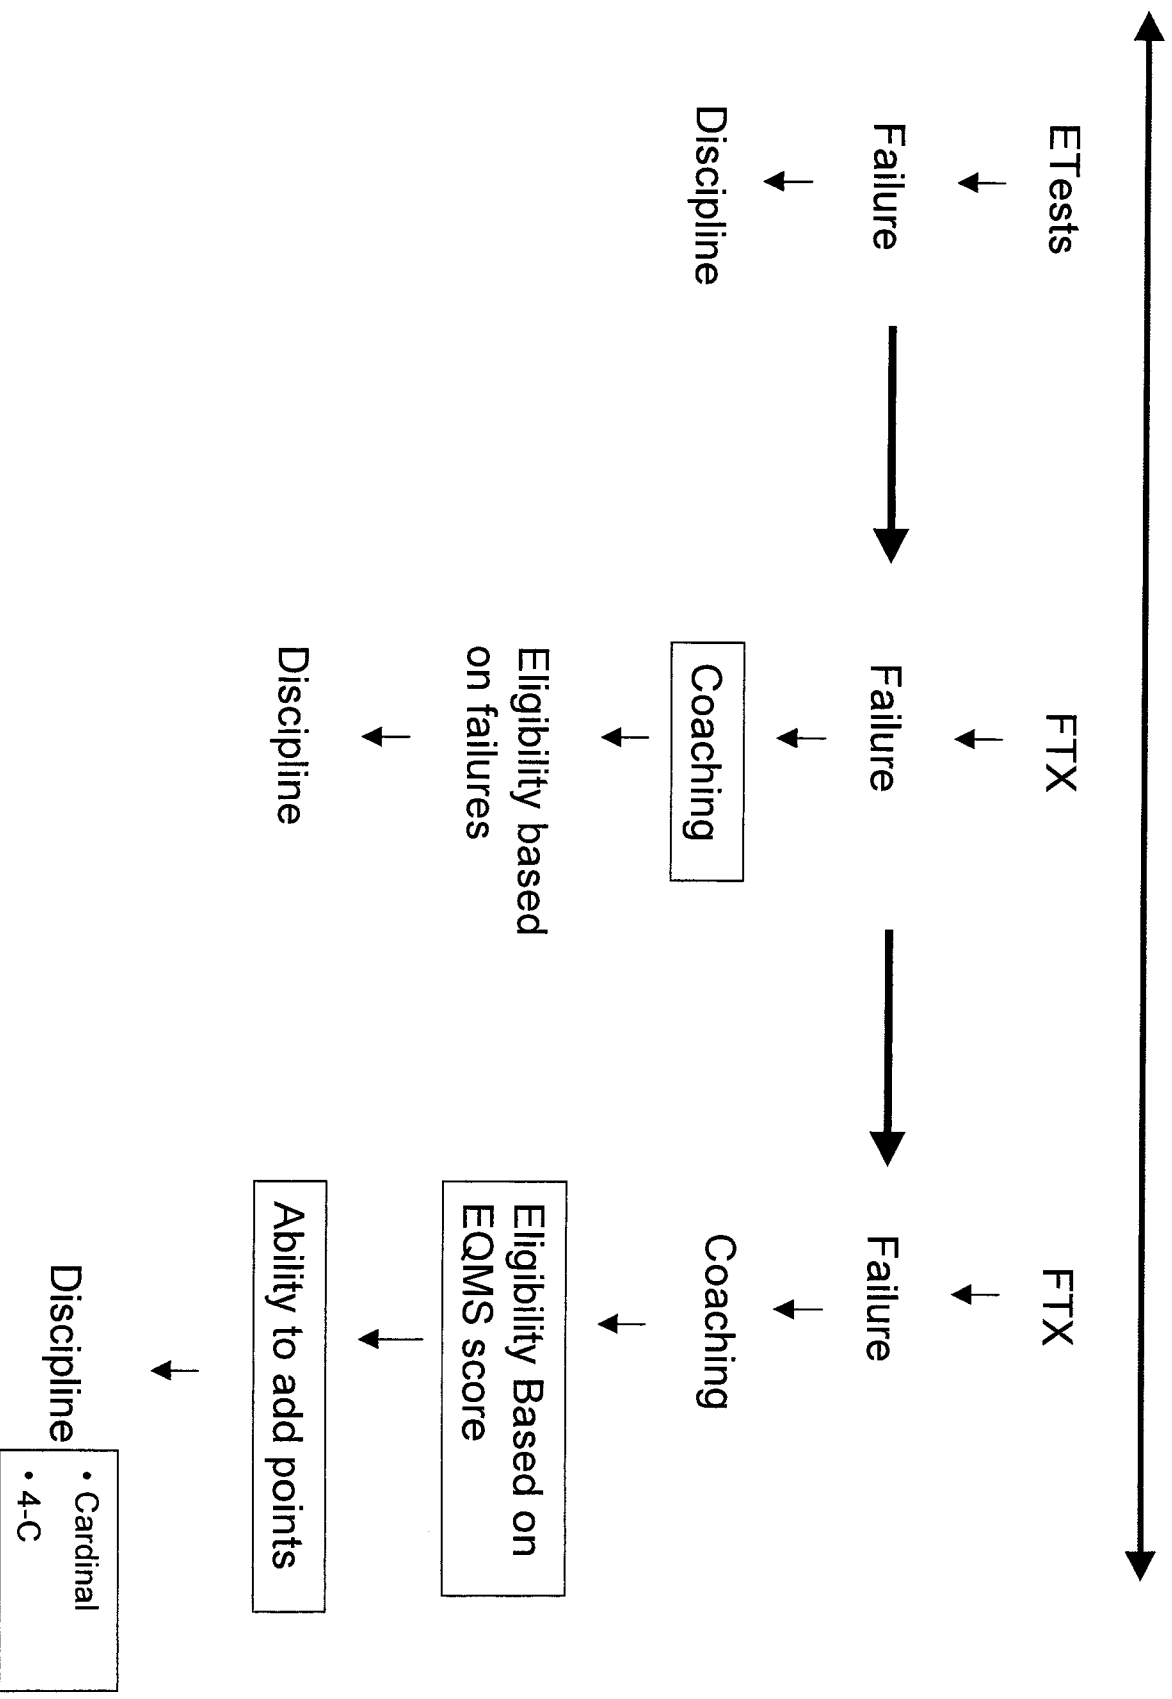 ETests
Failure
Discipline
FTX
Failure
Coaching
Eligibility based
on failures
Discipline
FTX
Failure
Coaching
Eligibility Based on
EQMS score
Ability to add points
Discipline
• Cardinal
• 4-C